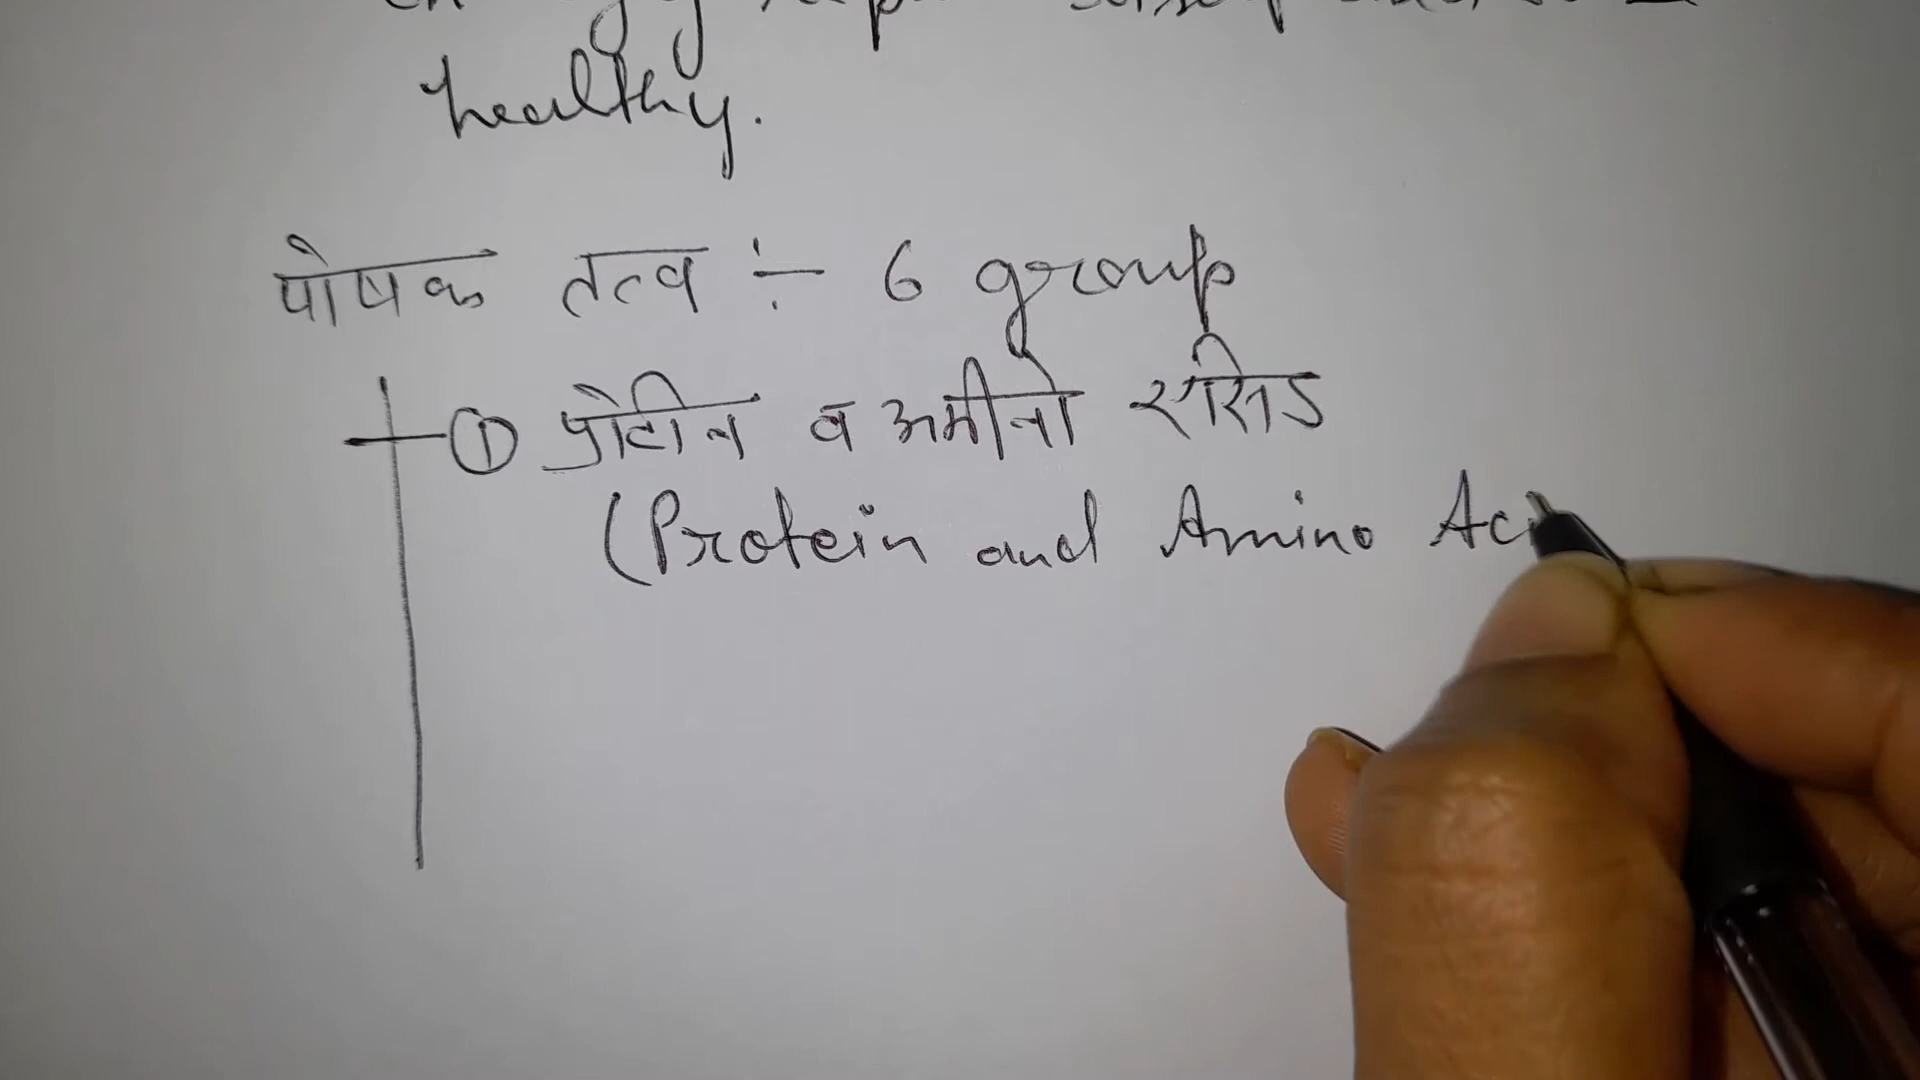 healthy.
पोषक तत्व ÷ 6 group
① प्रोटीन व अमीनो एसिड
(Protein and Amino Ac